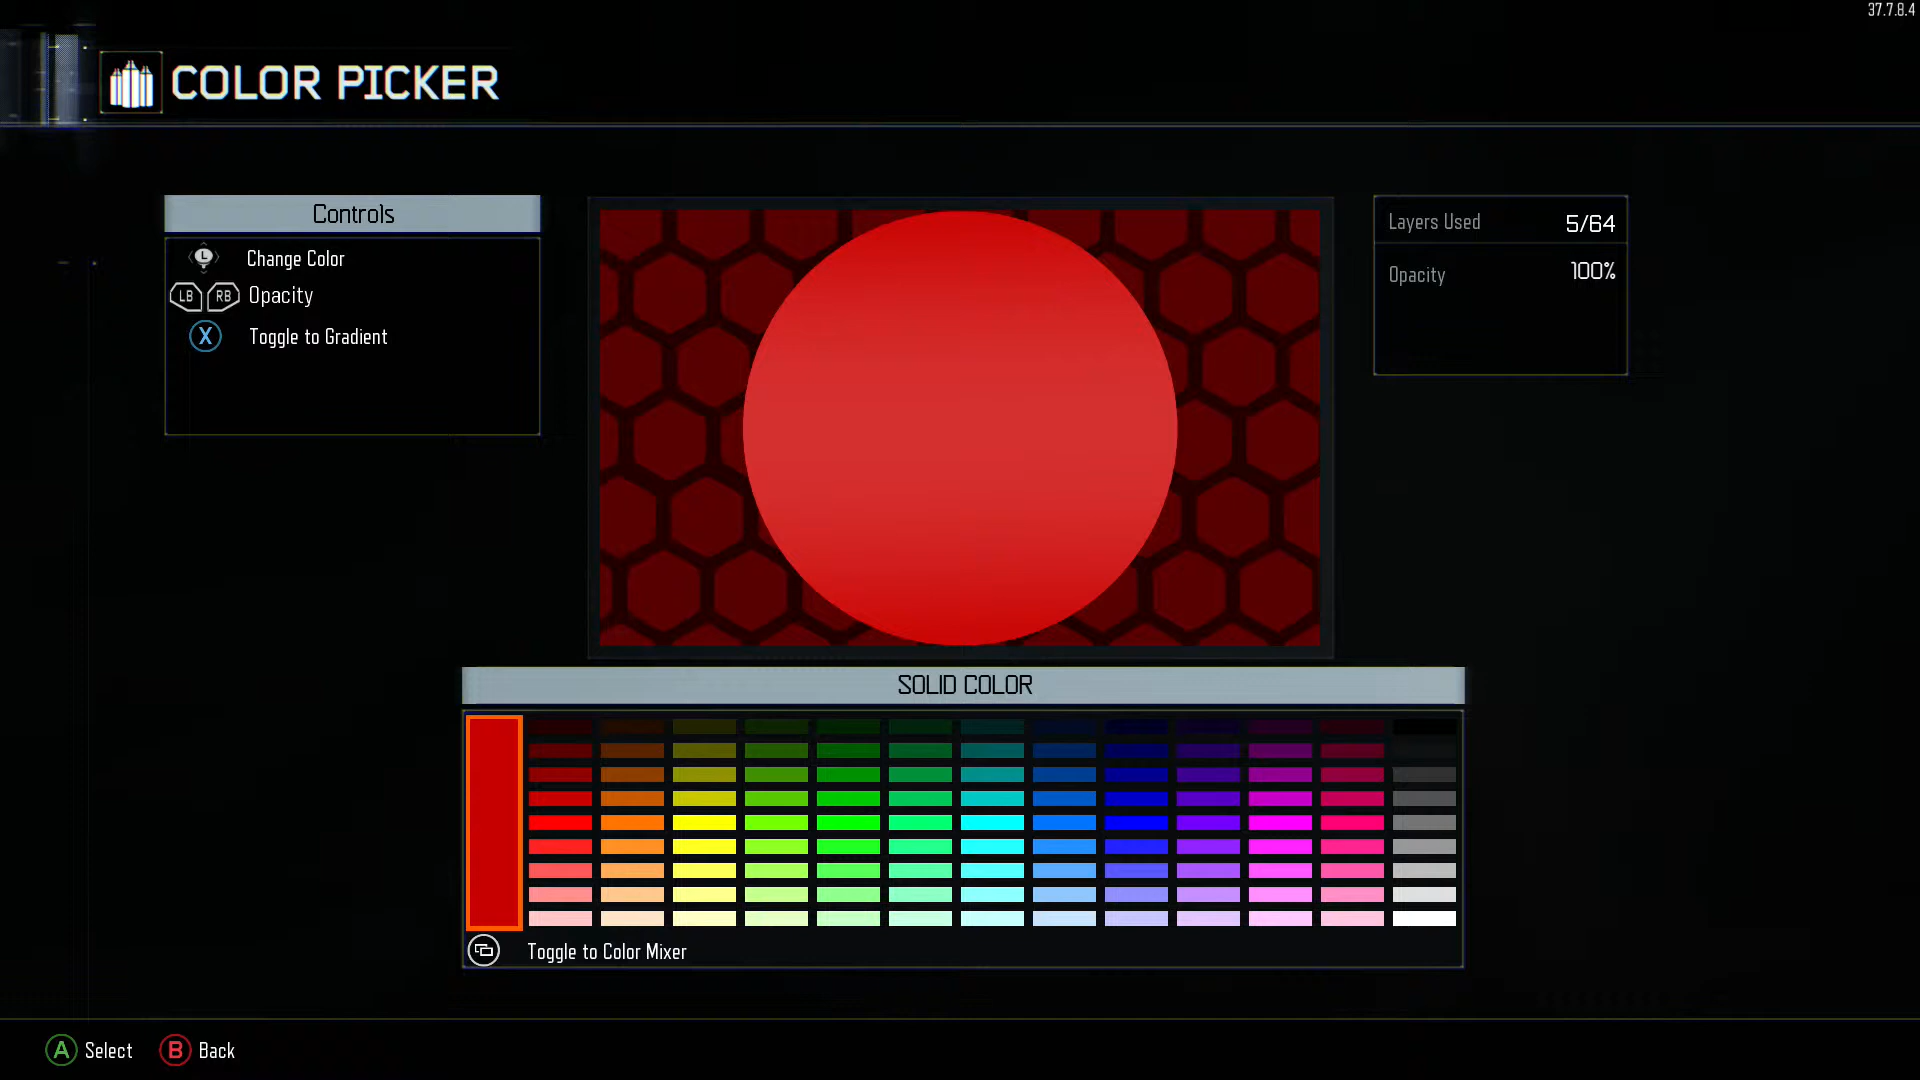 37.7.8.4
COLOR PICKER
Controls
L Change Color
LB RB Opacity
X Toggle to Gradient
Layers Used 5/64
Opacity 100%
SOLID COLOR
Toggle to Color Mixer
A Select B Back